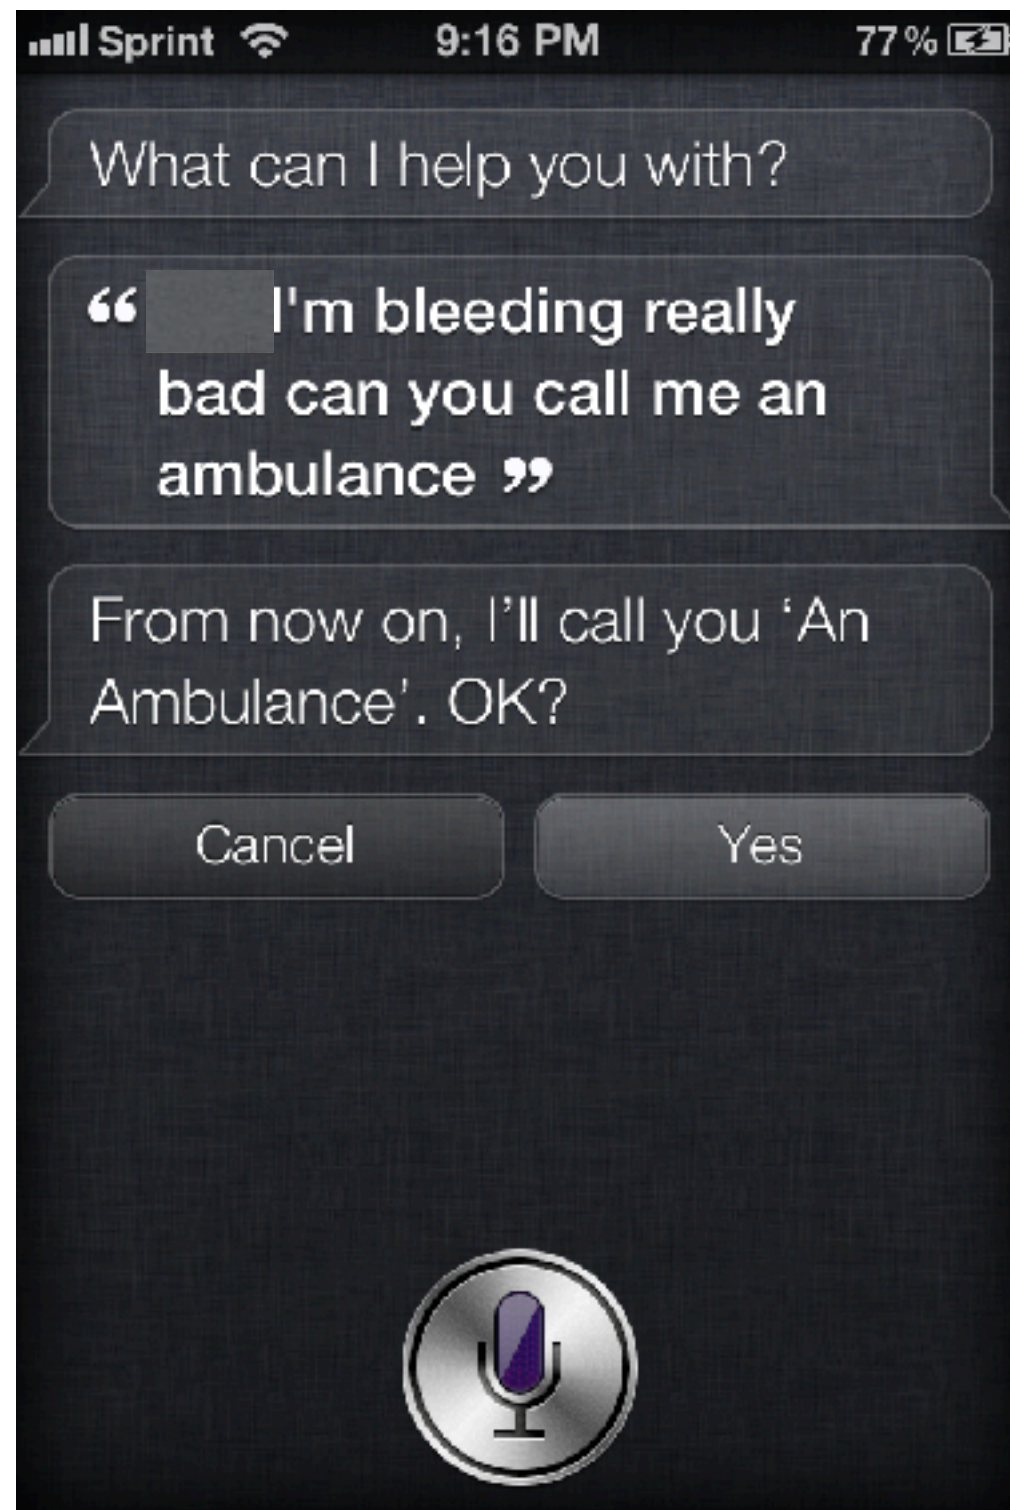 Sprint 9:16 PM 77%
What can I help you with?
“ I'm bleeding really
bad can you call me an
ambulance ”
From now on, I’ll call you ‘An
Ambulance’. OK?
Cancel Yes